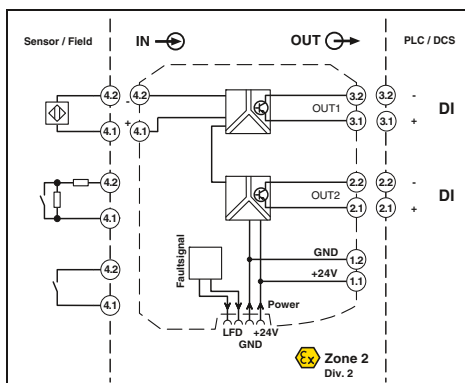 Sensor / Field
IN
OUT
PLC / DCS
4.2
4.1
-
4.2
+
4.1
OUT1
3.2
3.1
3.2
-
3.1
+
DI
4.2
4.1
OUT2
2.2
2.1
2.2
-
2.1
+
DI
4.2
4.1
Faultsignal
GND
1.2
+24V
1.1
Power
LFD
+24V
GND
Ex
Zone 2
Div. 2